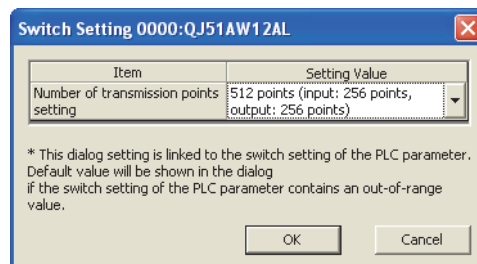 Switch Setting 0000:QJ51AW12AL
Item Setting Value
Number of transmission points 512 points (input: 256 points,
setting output: 256 points)
* This dialog setting is linked to the switch setting of the PLC parameter.
Default value will be shown in the dialog
if the switch setting of the PLC parameter contains an out-of-range
value.
OK Cancel